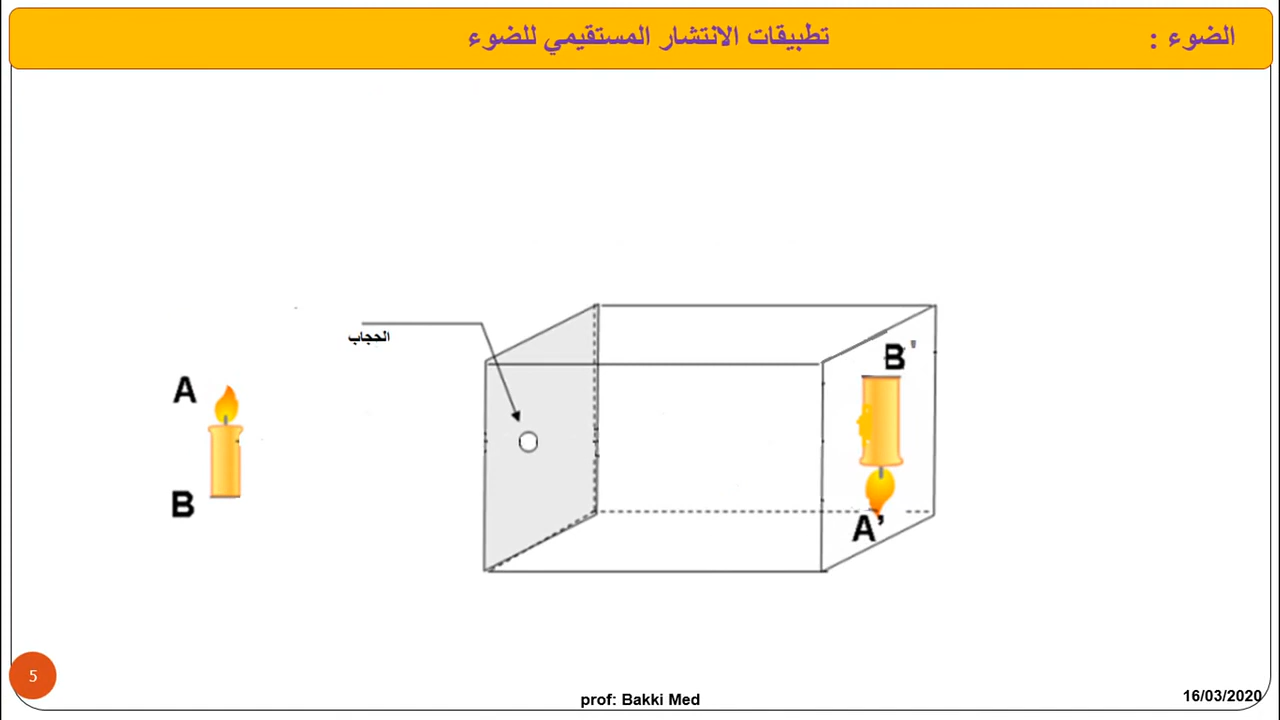 الضوء :
تطبيقات الانتشار المستقيمي للضوء
الحجاب
A
B
B'
A'
5
prof: Bakki Med
16/03/2020